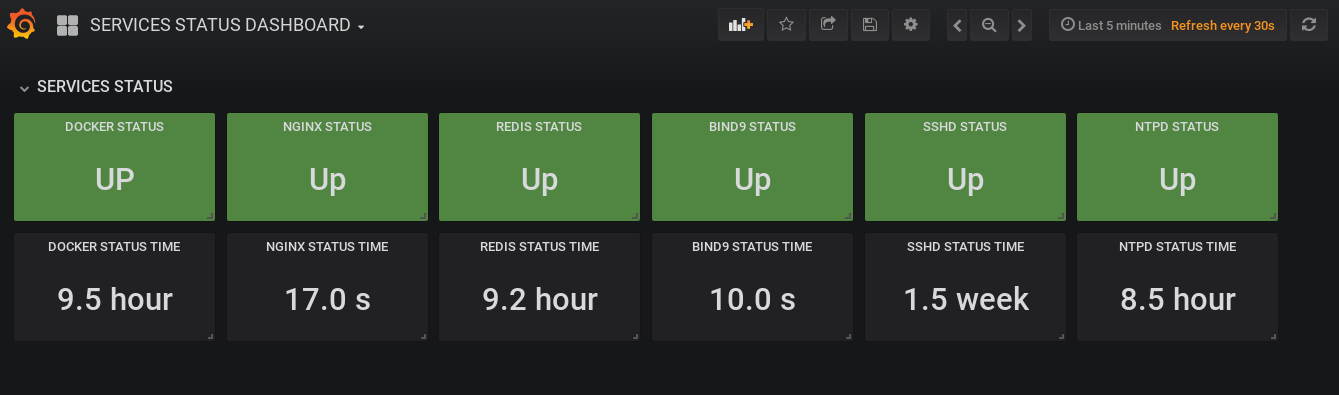 SERVICES STATUS DASHBOARD
Last 5 minutes Refresh every 30s
SERVICES STATUS
DOCKER STATUS
NGINX STATUS
REDIS STATUS
BIND9 STATUS
SSHD STATUS
NTPD STATUS
UP
Up
Up
Up
Up
Up
DOCKER STATUS TIME
NGINX STATUS TIME
REDIS STATUS TIME
BIND9 STATUS TIME
SSHD STATUS TIME
NTPD STATUS TIME
9.5 hour
17.0 s
9.2 hour
10.0 s
1.5 week
8.5 hour